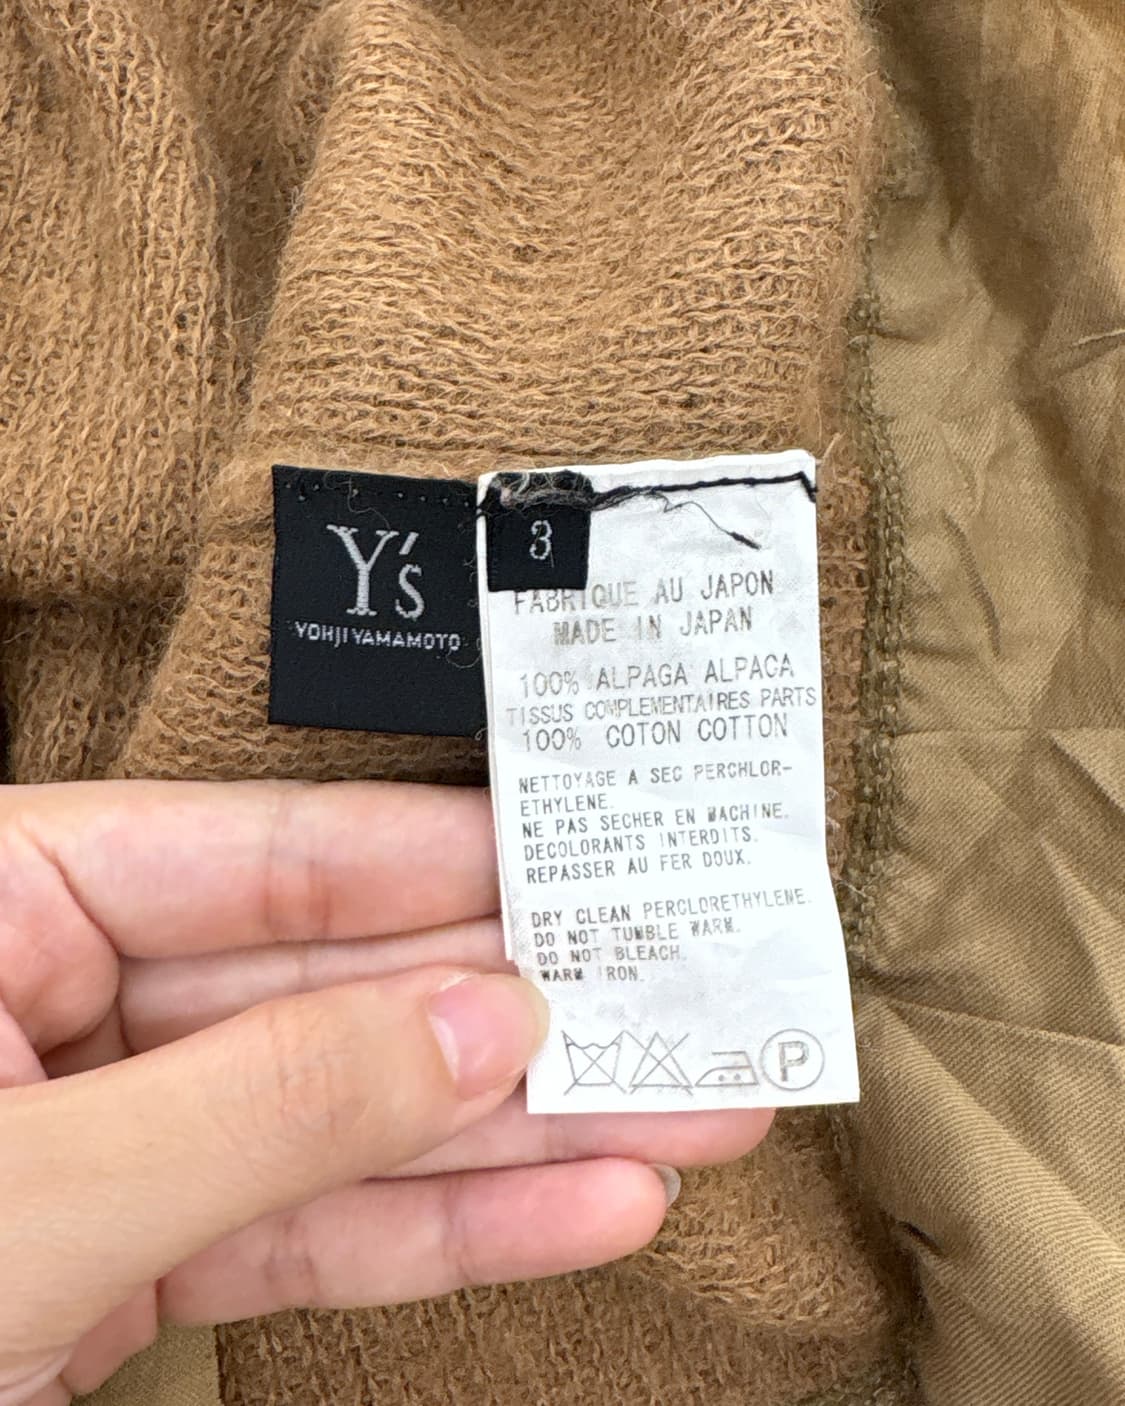 Y's
YOHJI YAMAMOTO
3
FABRIQUE AU JAPON
MADE IN JAPAN
100% ALPAGA ALPACA
TISSUS COMPLEMENTAIRES PARTS
100% COTON COTTON
NETTOYAGE A SEC PERCHLOR-
ETHYLENE.
NE PAS SECHER EN MACHINE.
DECOLORANTS INTERDITS.
REPASSER AU FER DOUX.
DRY CLEAN PERCLORETHYLENE.
DO NOT TUMBLE WARM.
DO NOT BLEACH.
WARM IRON.
P